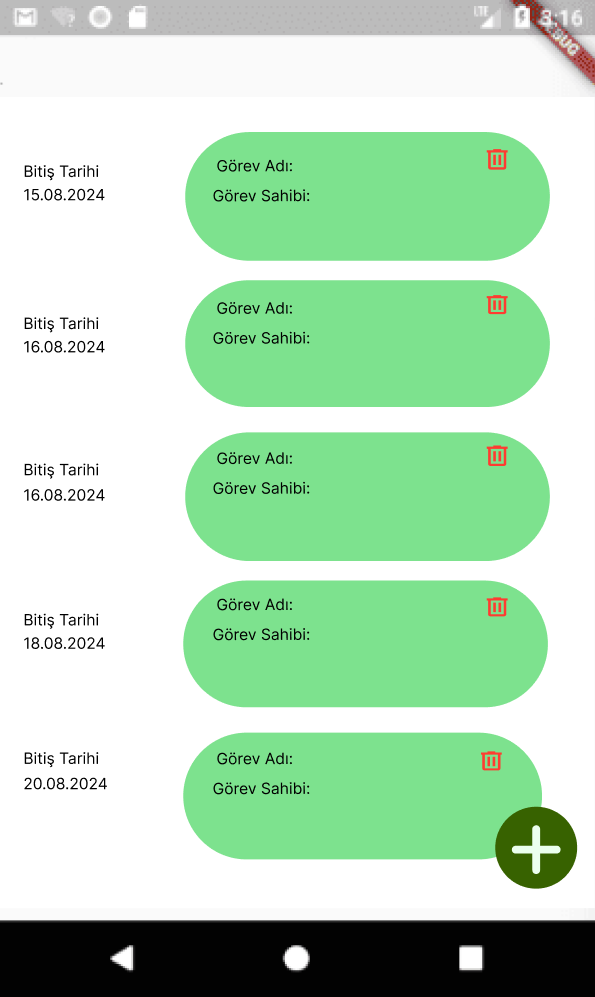 LTE
3:16
Bitiş Tarihi
15.08.2024
Görev Adı:
Görev Sahibi:
Bitiş Tarihi
16.08.2024
Görev Adı:
Görev Sahibi:
Bitiş Tarihi
16.08.2024
Görev Adı:
Görev Sahibi:
Bitiş Tarihi
18.08.2024
Görev Adı:
Görev Sahibi:
Bitiş Tarihi
20.08.2024
Görev Adı:
Görev Sahibi: